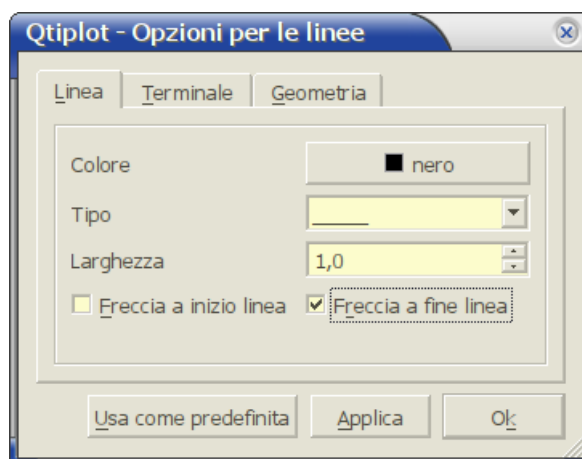 Qtiplot - Opzioni per le linee
Linea Terminale Geometria
Colore nero
Tipo
Larghezza 1,0
Freccia a inizio linea Freccia a fine linea
Usa come predefinita Applica Ok